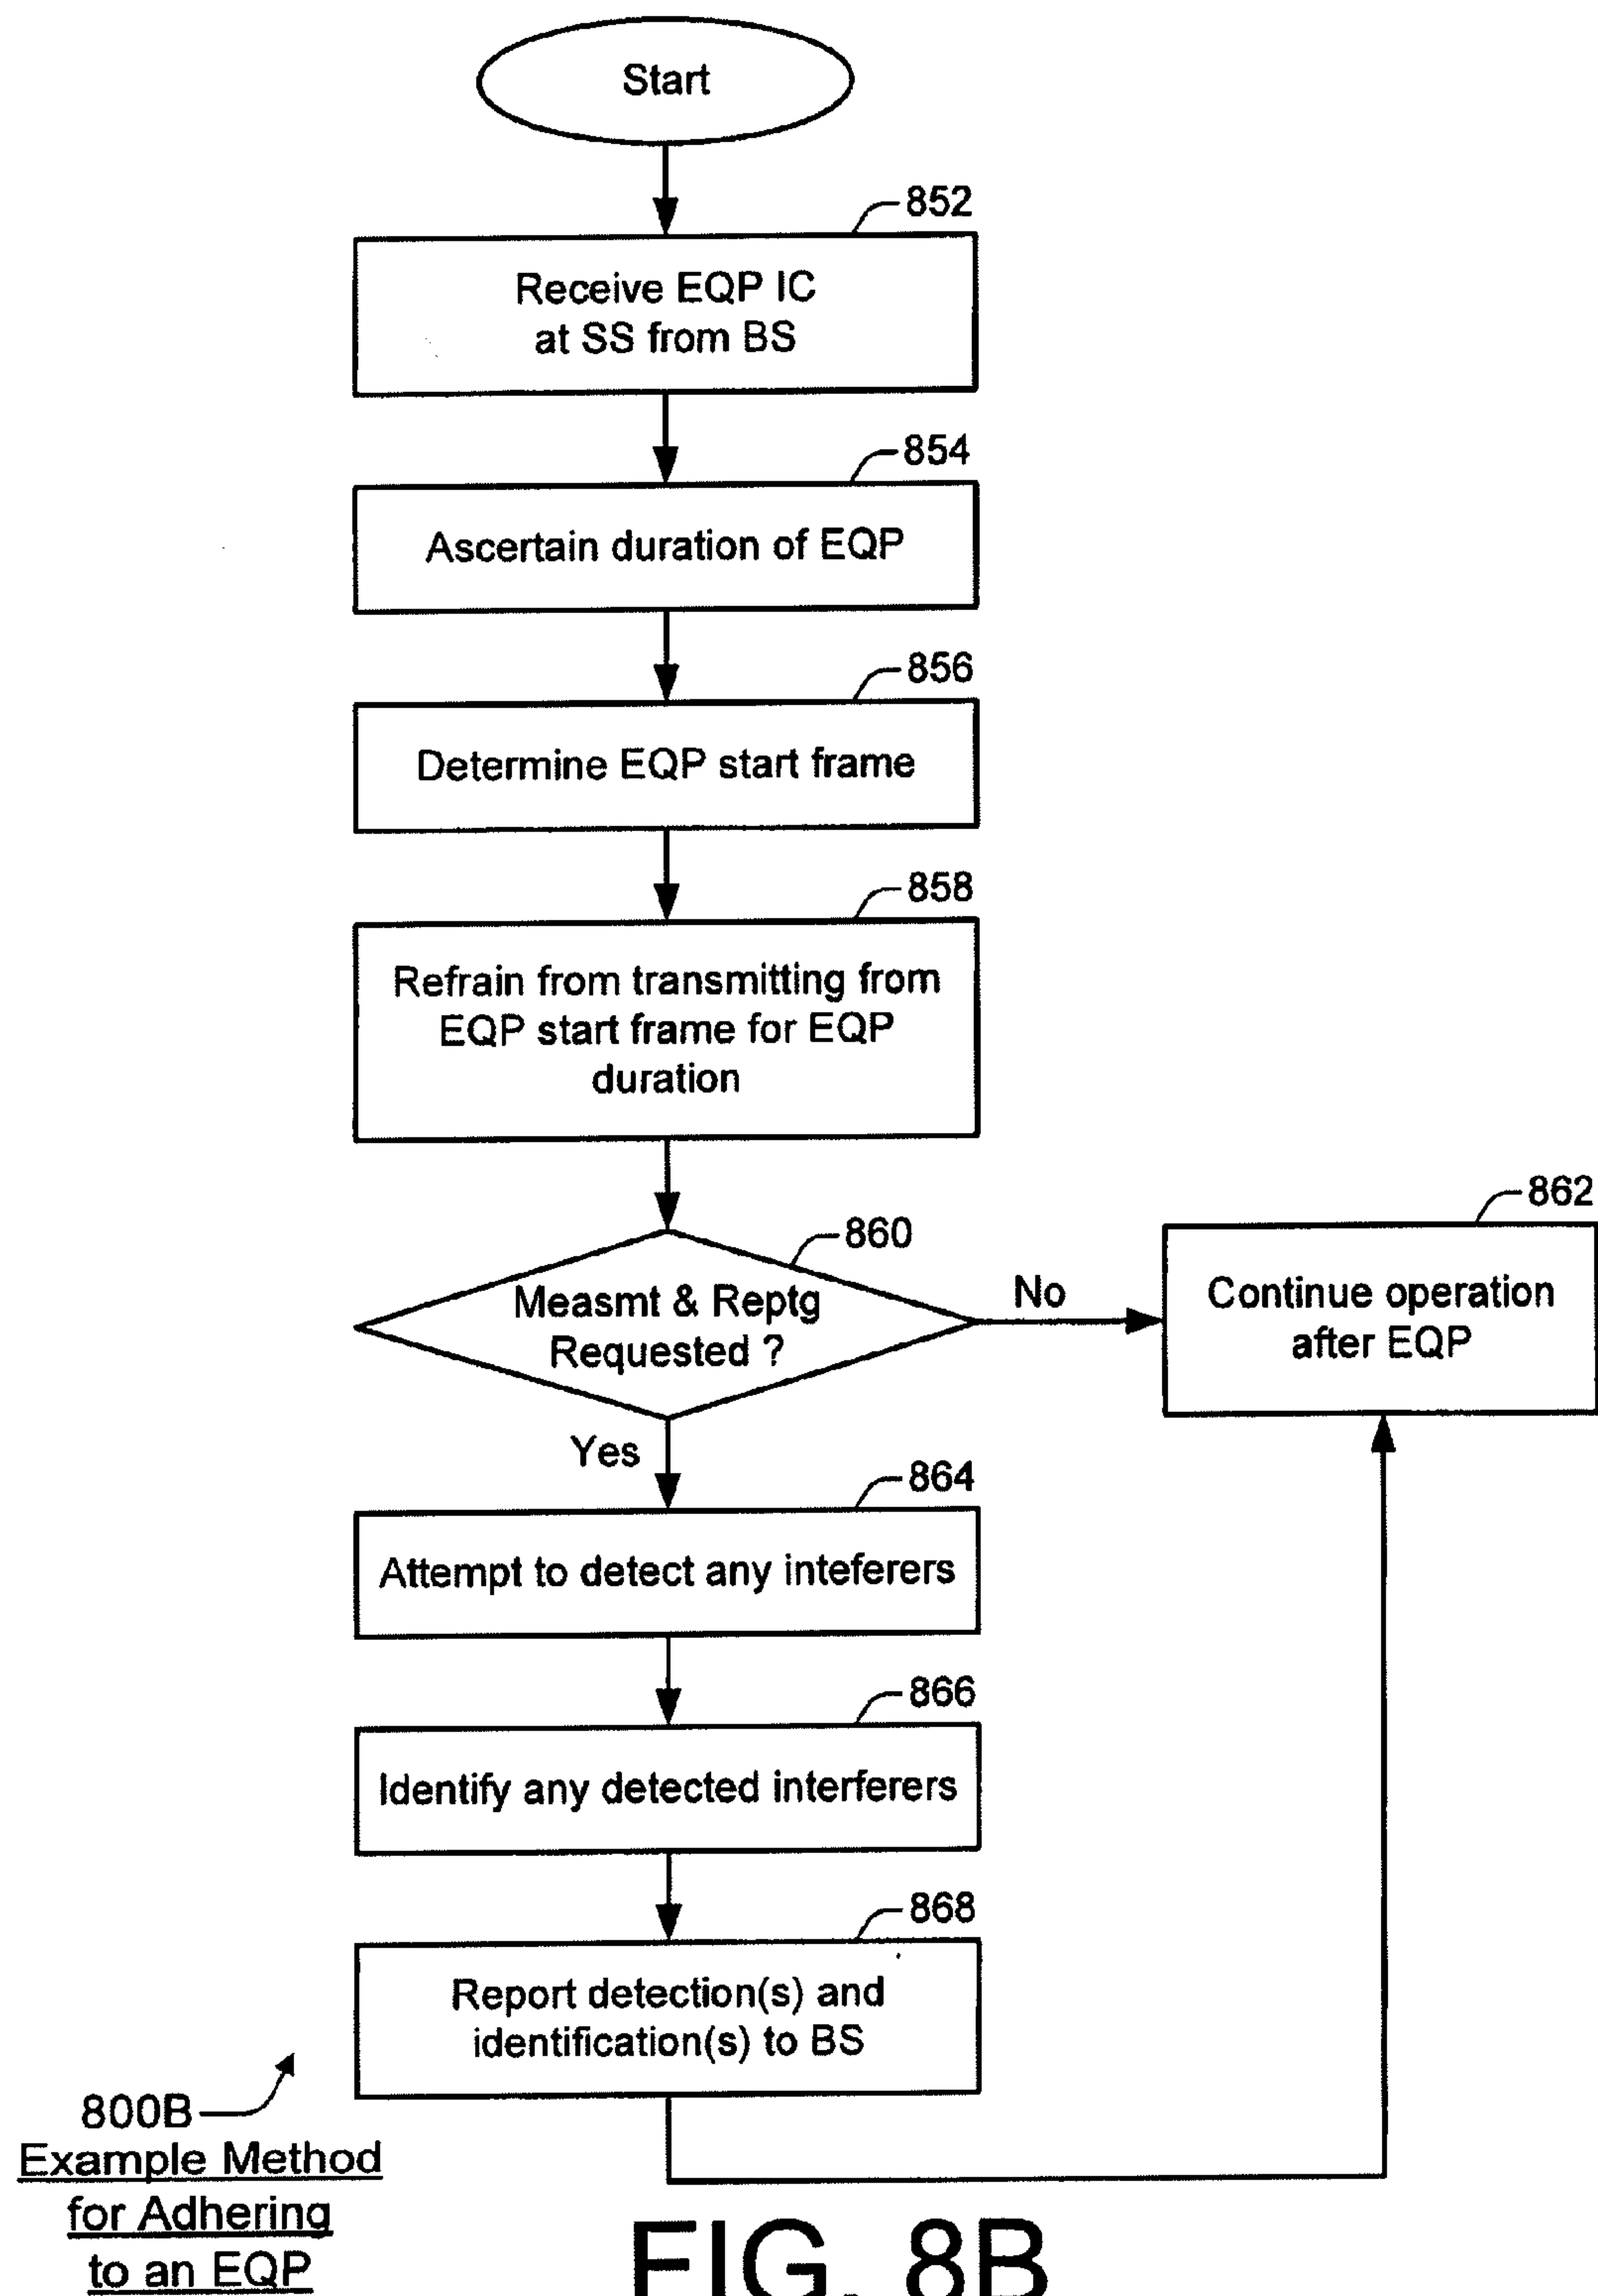 Start
852
Receive EQP IC
at SS from BS
854
Ascertain duration of EQP
856
Determine EQP start frame
858
Refrain from transmitting from
EQP start frame for EQP
duration
860
Measmt & Reptg
Requested ?
No
862
Continue operation
after EQP
Yes
864
Attempt to detect any inteferers
866
Identify any detected interferers
868
Report detection(s) and
identification(s) to BS
800B
Example Method
for Adhering
to an EQP
FIG. 8B